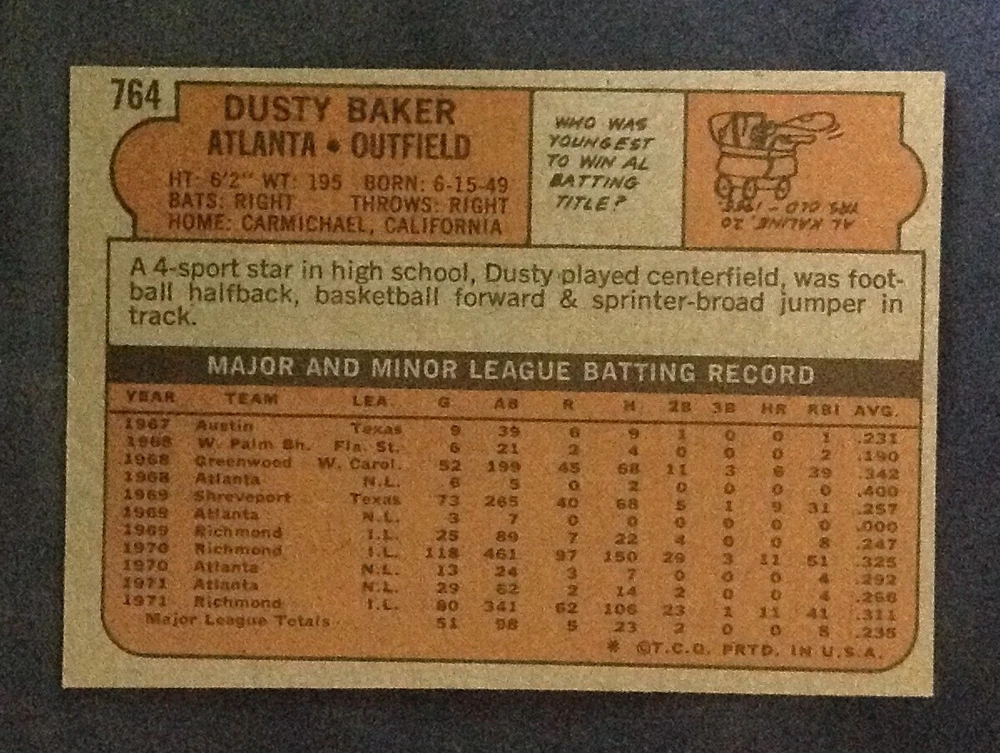 764
DUSTY BAKER
ATLANTA • OUTFIELD
HT: 6'2" WT: 195 BORN: 6-15-49
BATS: RIGHT THROWS: RIGHT
HOME: CARMICHAEL, CALIFORNIA
WHO WAS
YOUNGEST
TO WIN AL
BATTING
TITLE?
AL KALINE, 20
YRS. OLD - 1955
A 4-sport star in high school, Dusty played centerfield, was foot-
ball halfback, basketball forward & sprinter-broad jumper in
track.
MAJOR AND MINOR LEAGUE BATTING RECORD
YEAR TEAM LEA. G AB R H 2B 3B HR RBI AVG.
1967 Austin Texas 9 39 6 9 1 0 0 1 .231
1968 W. Palm Bh. Fla. St. 6 21 2 4 0 0 0 2 .190
1968 Greenwood W. Carol. 52 199 45 68 11 3 6 39 .342
1968 Atlanta N.L. 6 5 0 2 0 0 0 0 .400
1969 Shreveport Texas 73 265 40 68 5 1 9 31 .257
1969 Atlanta N.L. 3 7 0 0 0 0 0 0 .000
1969 Richmond I.L. 25 89 7 22 4 0 0 8 .247
1970 Richmond I.L. 118 461 97 150 29 3 11 51 .325
1970 Atlanta N.L. 13 24 3 7 0 0 0 4 .292
1971 Atlanta N.L. 29 62 2 14 2 0 0 4 .266
1971 Richmond I.L. 80 341 62 106 23 1 11 41 .311
Major League Totals 51 98 5 23 2 0 0 8 .235
* ©T.C.G. PRTD. IN U.S.A.